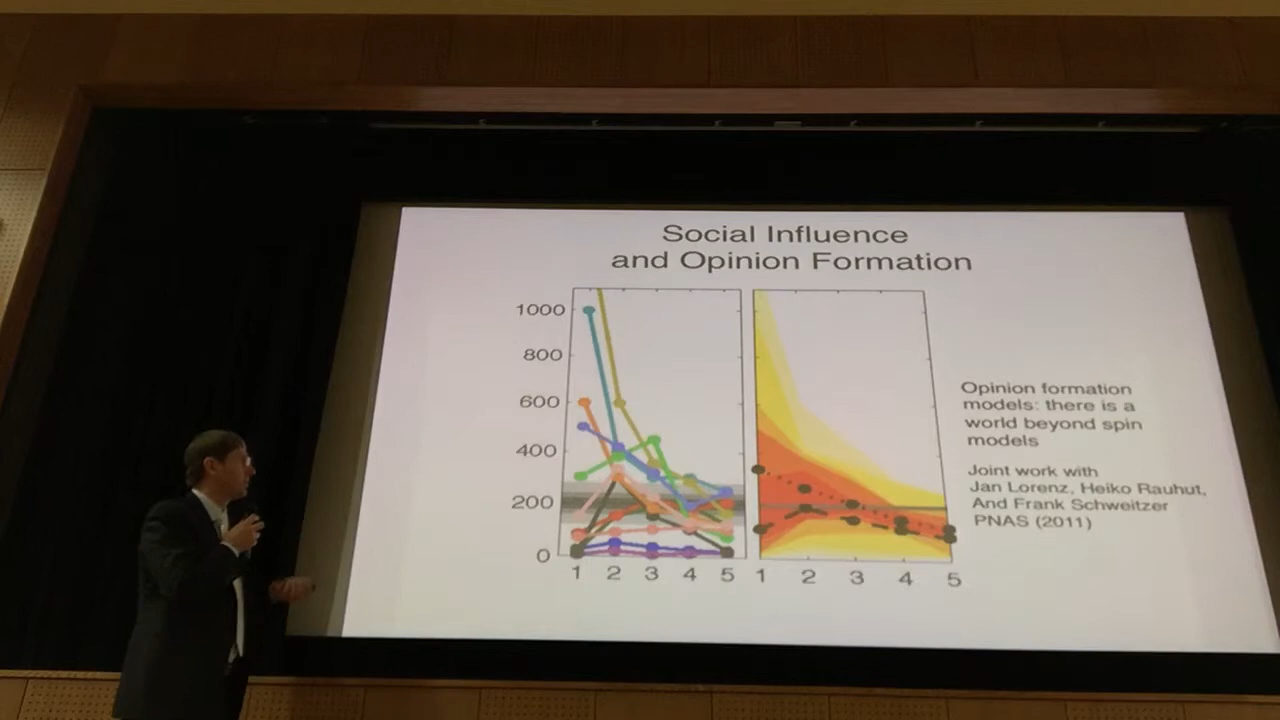 Social Influence
and Opinion Formation
1000
800
600
400
200
0
1 2 3 4 5
1 2 3 4 5
Opinion formation
models: there is a
world beyond spin
models
Joint work with
Jan Lorenz, Heiko Rauhut,
And Frank Schweitzer
PNAS (2011)